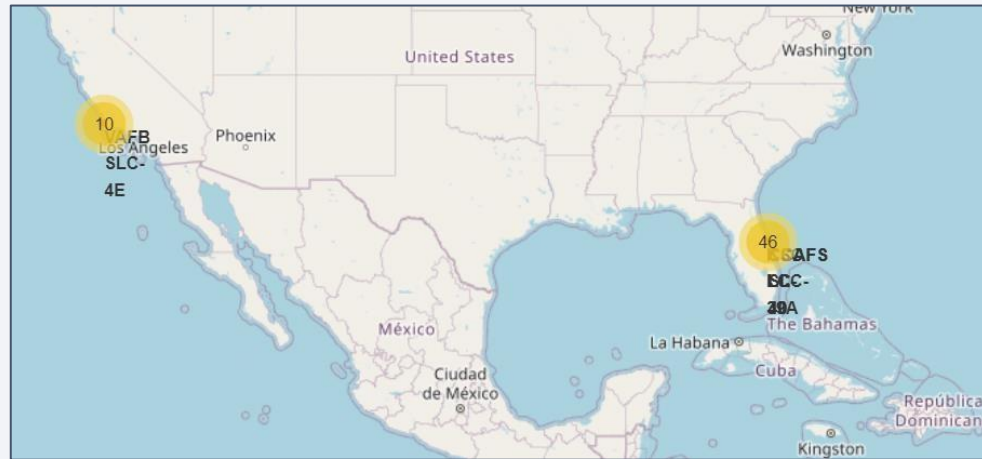 New York
Washington
United States
10
VAFB
Los Angeles
SLC-
4E
Phoenix
46
México
The Bahamas
La Habana
Cuba
Ciudad
de México
República
Dominican
Kingston